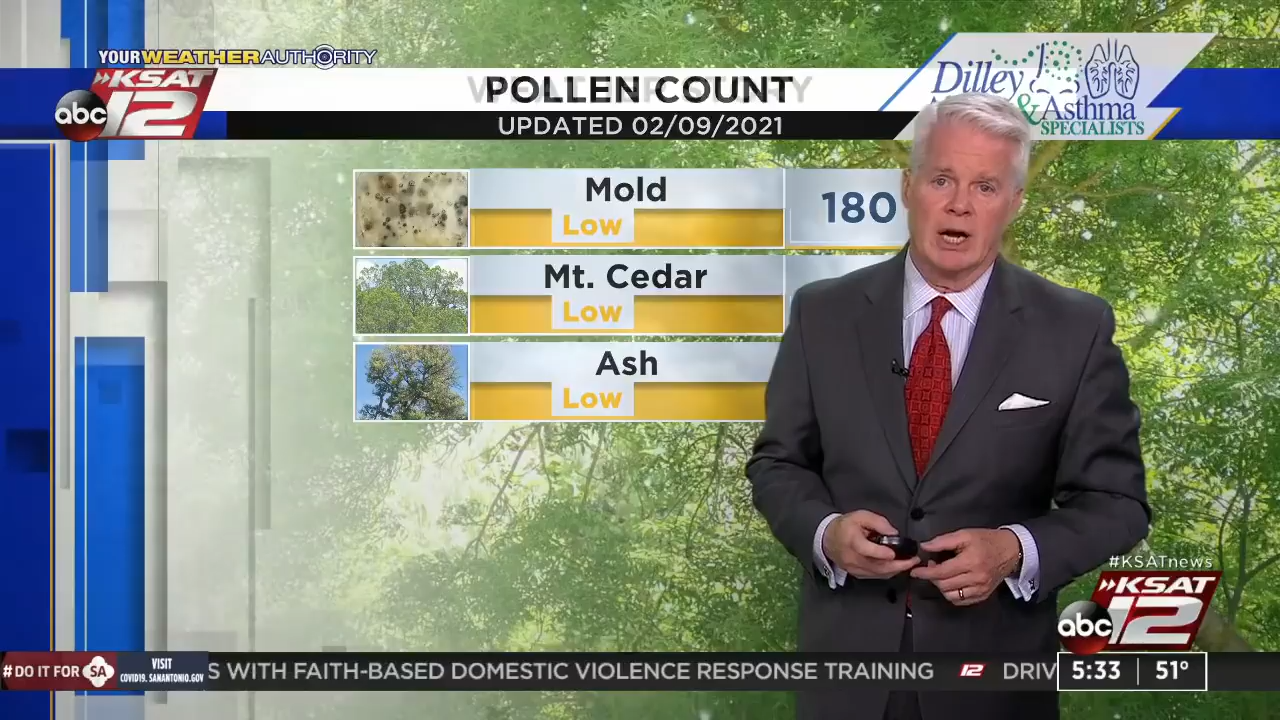 YOUR WEATHER AUTHORITY
KSAT
abc 12
POLLEN COUNT
UPDATED 02/09/2021
Dilley
& Asthma
SPECIALISTS
Mold
180
Low
Mt. Cedar
Low
Ash
Low
#KSATnews
KSAT
abc 12
#DO IT FOR SA
VISIT
COVID19.SANANTONIO.GOV
S WITH FAITH-BASED DOMESTIC VIOLENCE RESPONSE TRAINING 12 DRIV
5:33 51°